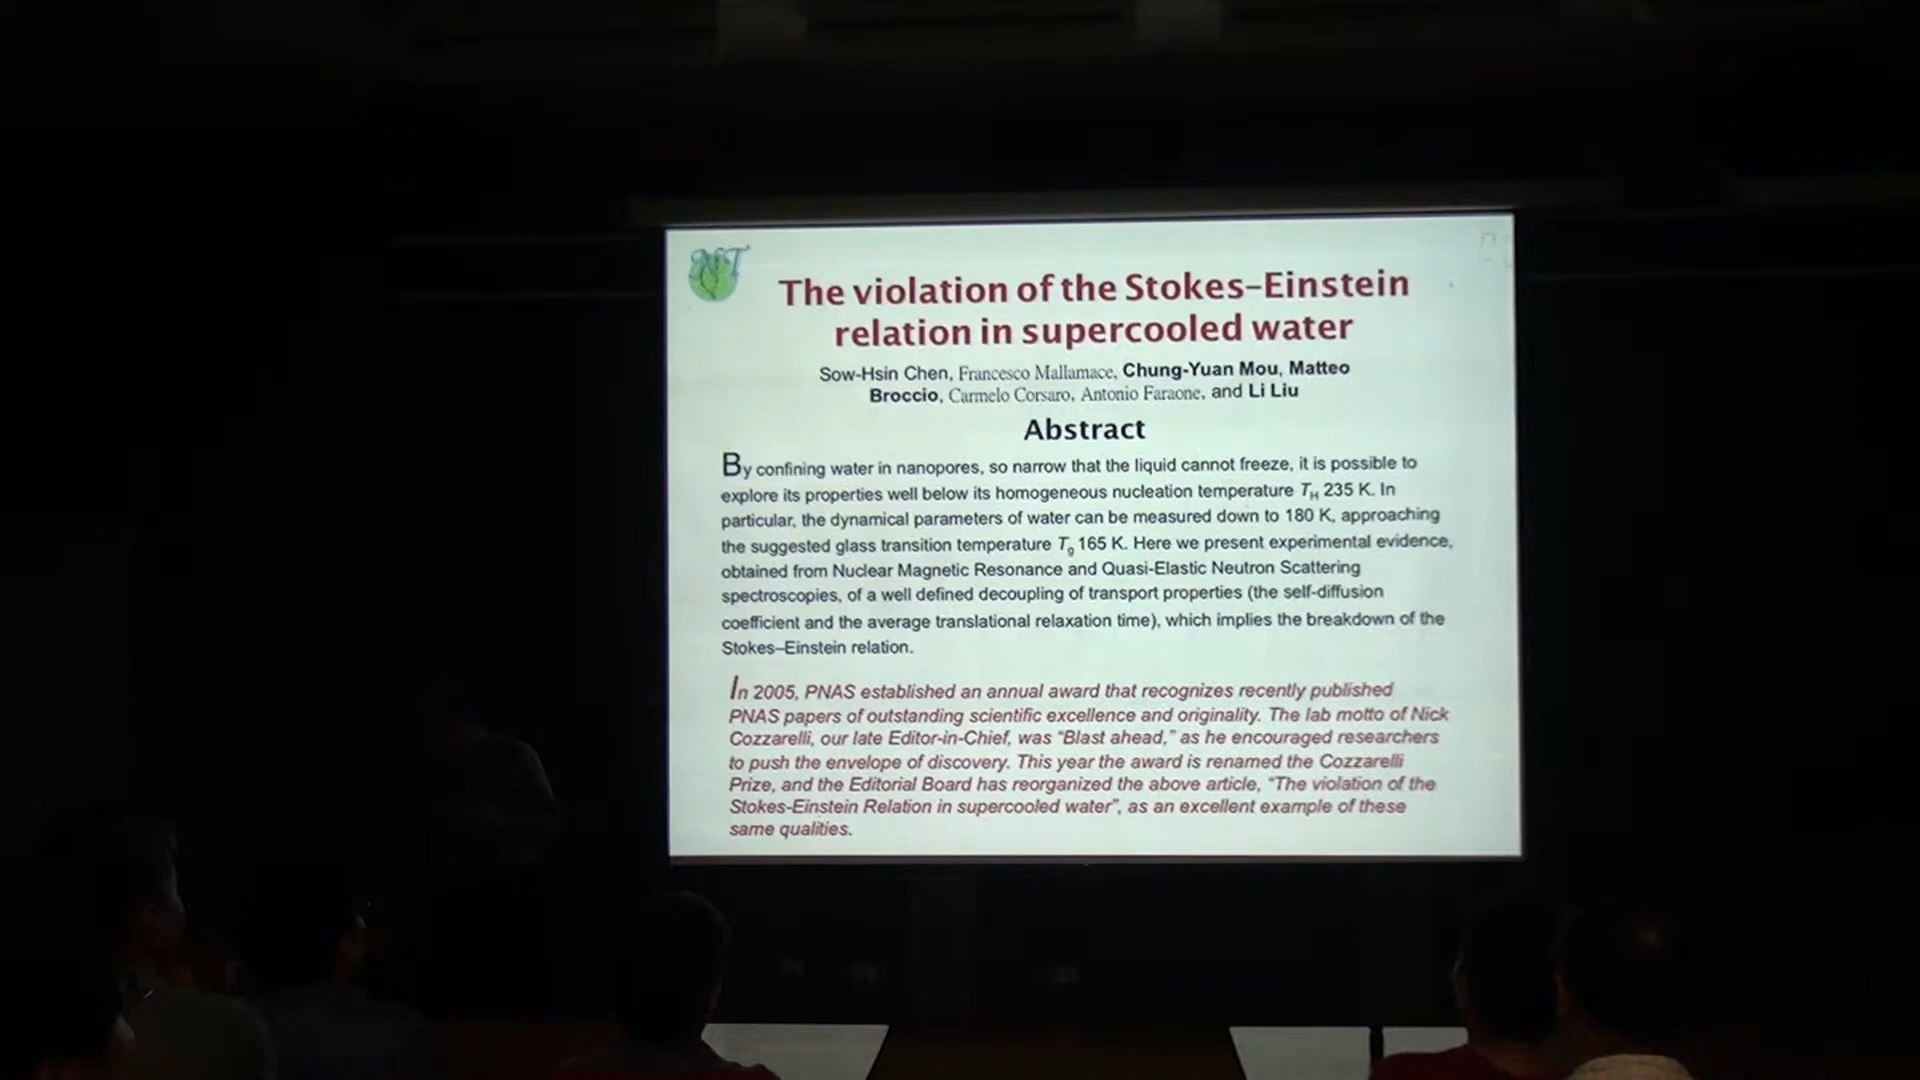 NT
The violation of the Stokes–Einstein
relation in supercooled water
Sow-Hsin Chen, Francesco Mallamace, Chung-Yuan Mou, Matteo
Broccio, Carmelo Corsaro, Antonio Faraone, and Li Liu
Abstract
By confining water in nanopores, so narrow that the liquid cannot freeze, it is possible to
explore its properties well below its homogeneous nucleation temperature TH 235 K. In
particular, the dynamical parameters of water can be measured down to 180 K, approaching
the suggested glass transition temperature Tg 165 K. Here we present experimental evidence,
obtained from Nuclear Magnetic Resonance and Quasi-Elastic Neutron Scattering
spectroscopies, of a well defined decoupling of transport properties (the self-diffusion
coefficient and the average translational relaxation time), which implies the breakdown of the
Stokes–Einstein relation.
In 2005, PNAS established an annual award that recognizes recently published
PNAS papers of outstanding scientific excellence and originality. The lab motto of Nick
Cozzarelli, our late Editor-in-Chief, was “Blast ahead,” as he encouraged researchers
to push the envelope of discovery. This year the award is renamed the Cozzarelli
Prize, and the Editorial Board has reorganized the above article, “The violation of the
Stokes-Einstein Relation in supercooled water”, as an excellent example of these
same qualities.